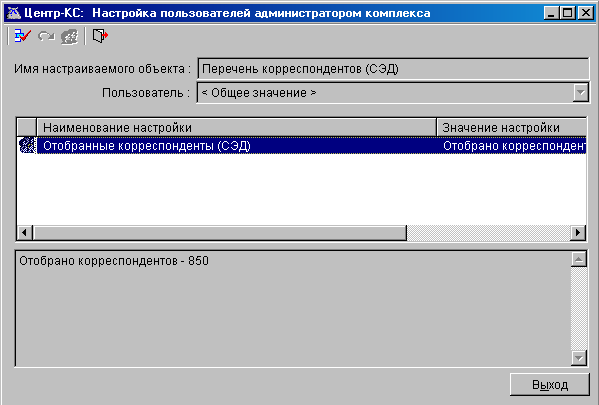 Центр-КС: Настройка пользователей администратором комплекса
Имя настраиваемого объекта : Перечень корреспондентов (СЭД)
Пользователь : < Общее значение >
Наименование настройки Значение настройки
Отобранные корреспонденты (СЭД) Отобрано корреспондент
Отобрано корреспондентов - 850
Выход